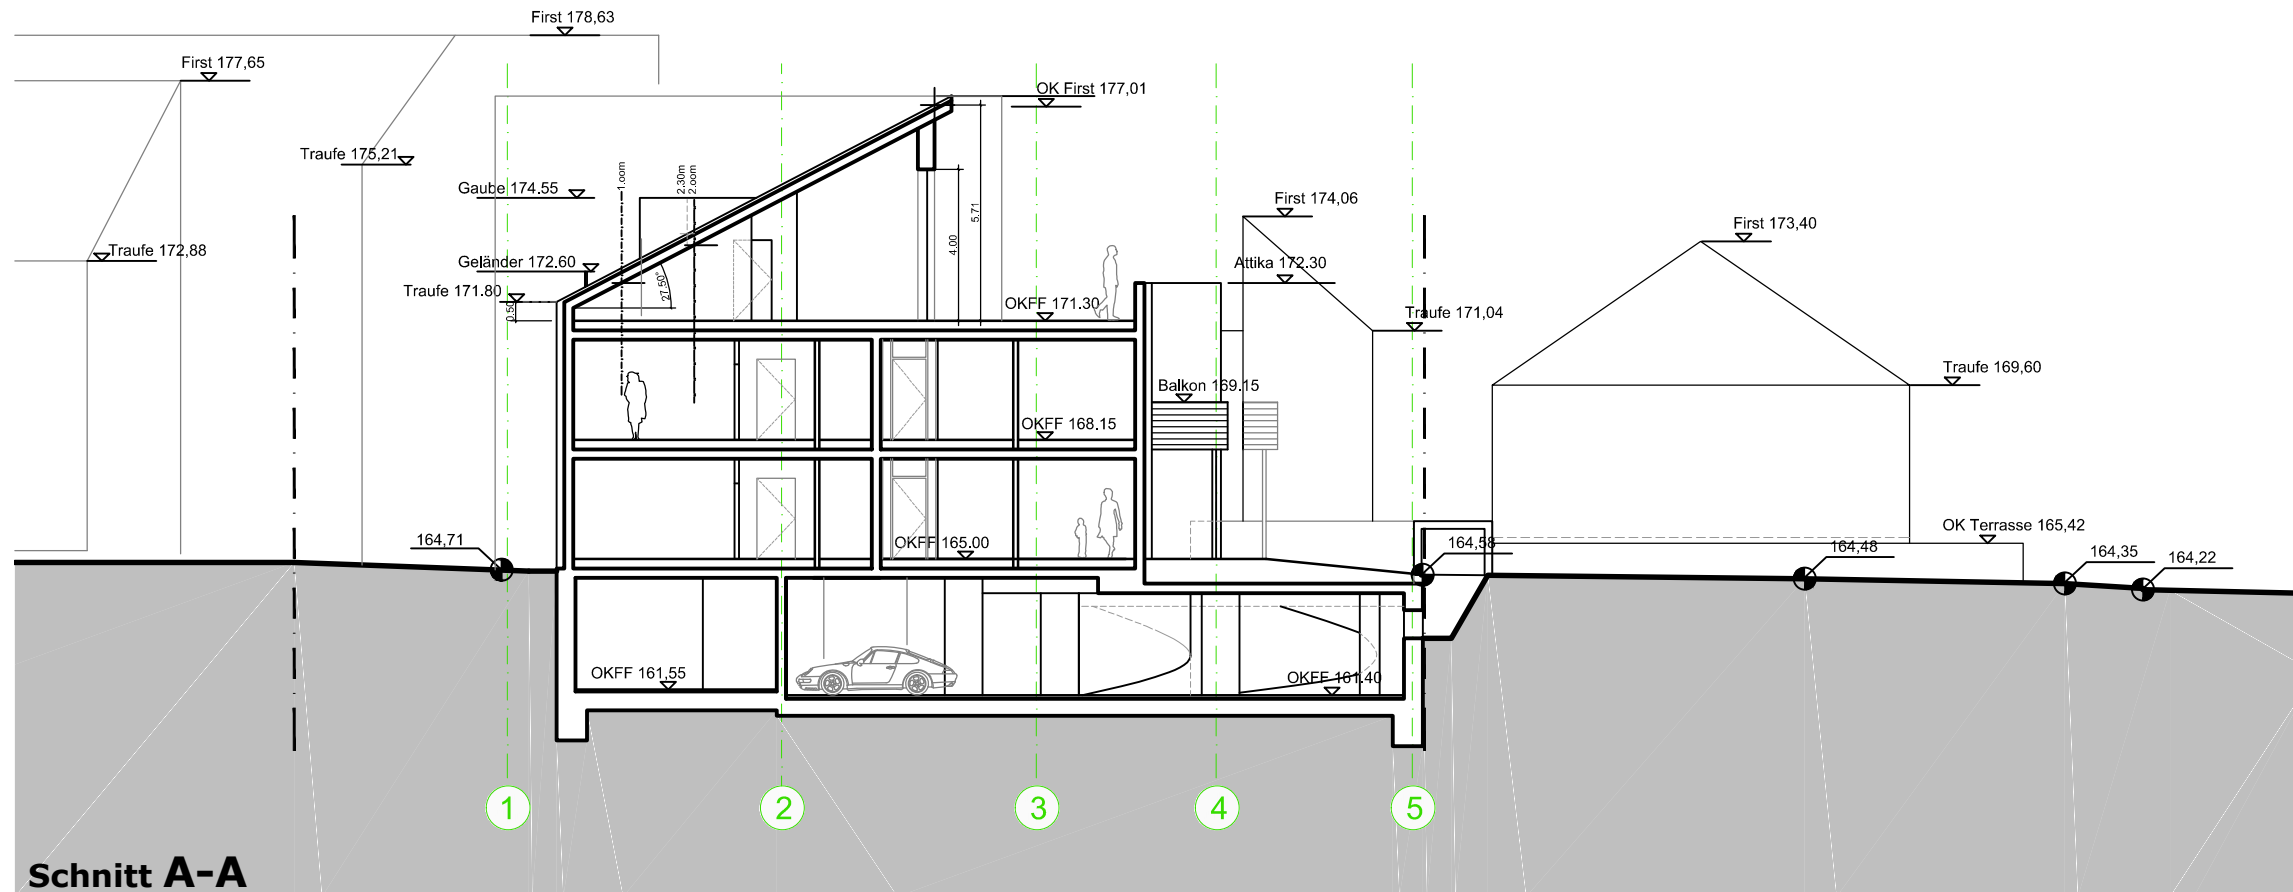 First 178,63
First 177,65
OK First 177,01
Traufe 175,21
1.oom
2.30m
2.oom
Gaube 174.55
First 174,06
5.71
First 173,40
Traufe 172,88
4.00
Geländer 172.60
Attika 172.30
Traufe 171.80
27.50°
0.50
OKFF 171.30
Traufe 171,04
Traufe 169,60
Balkon 169.15
OKFF 168.15
OK Terrasse 165,42
164,71
OKFF 165.00
164,58
164,48
164,35
164,22
OKFF 161,55
OKFF 161.40
1
2
3
4
5
Schnitt A-A